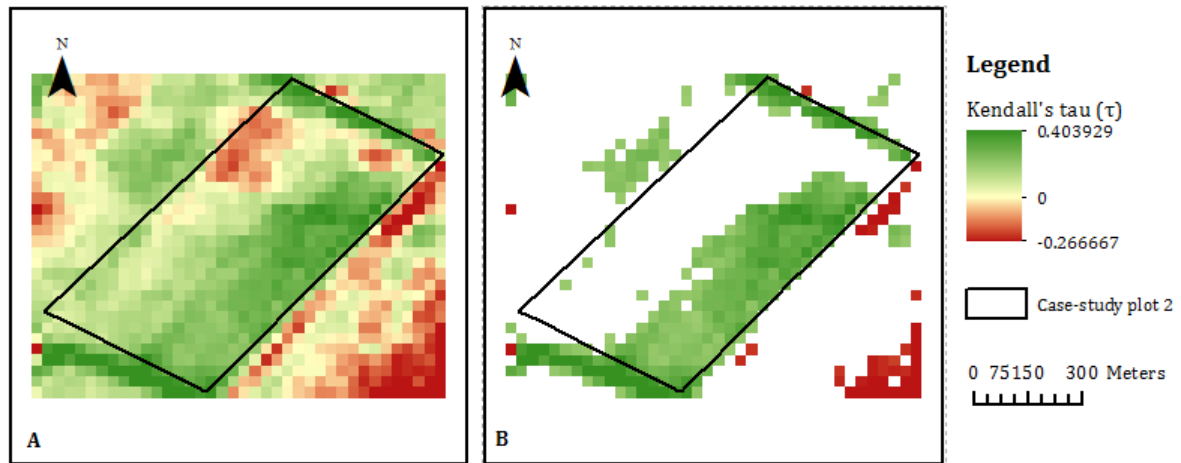 N
A
N
B
Legend
Kendall's tau (τ)
0.403929
0
-0.266667
Case-study plot 2
0 75150 300 Meters